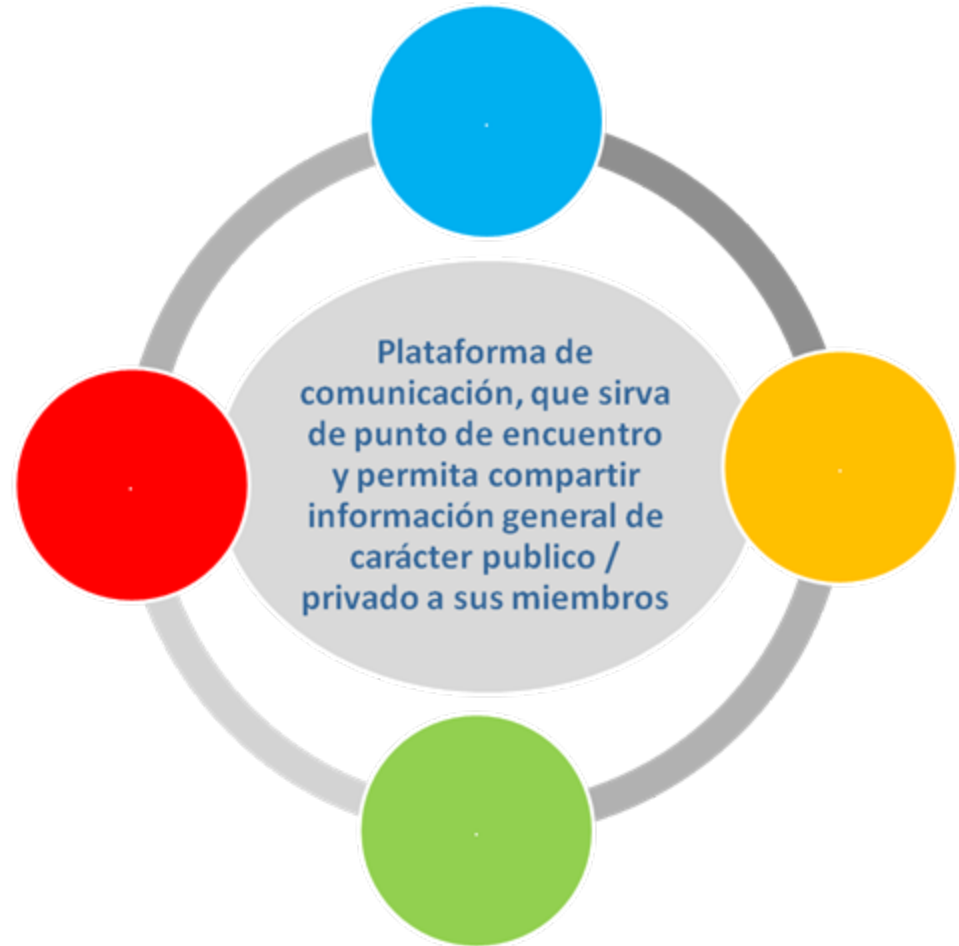 Plataforma de
comunicación, que sirva
de punto de encuentro
y permita compartir
información general de
carácter publico /
privado a sus miembros